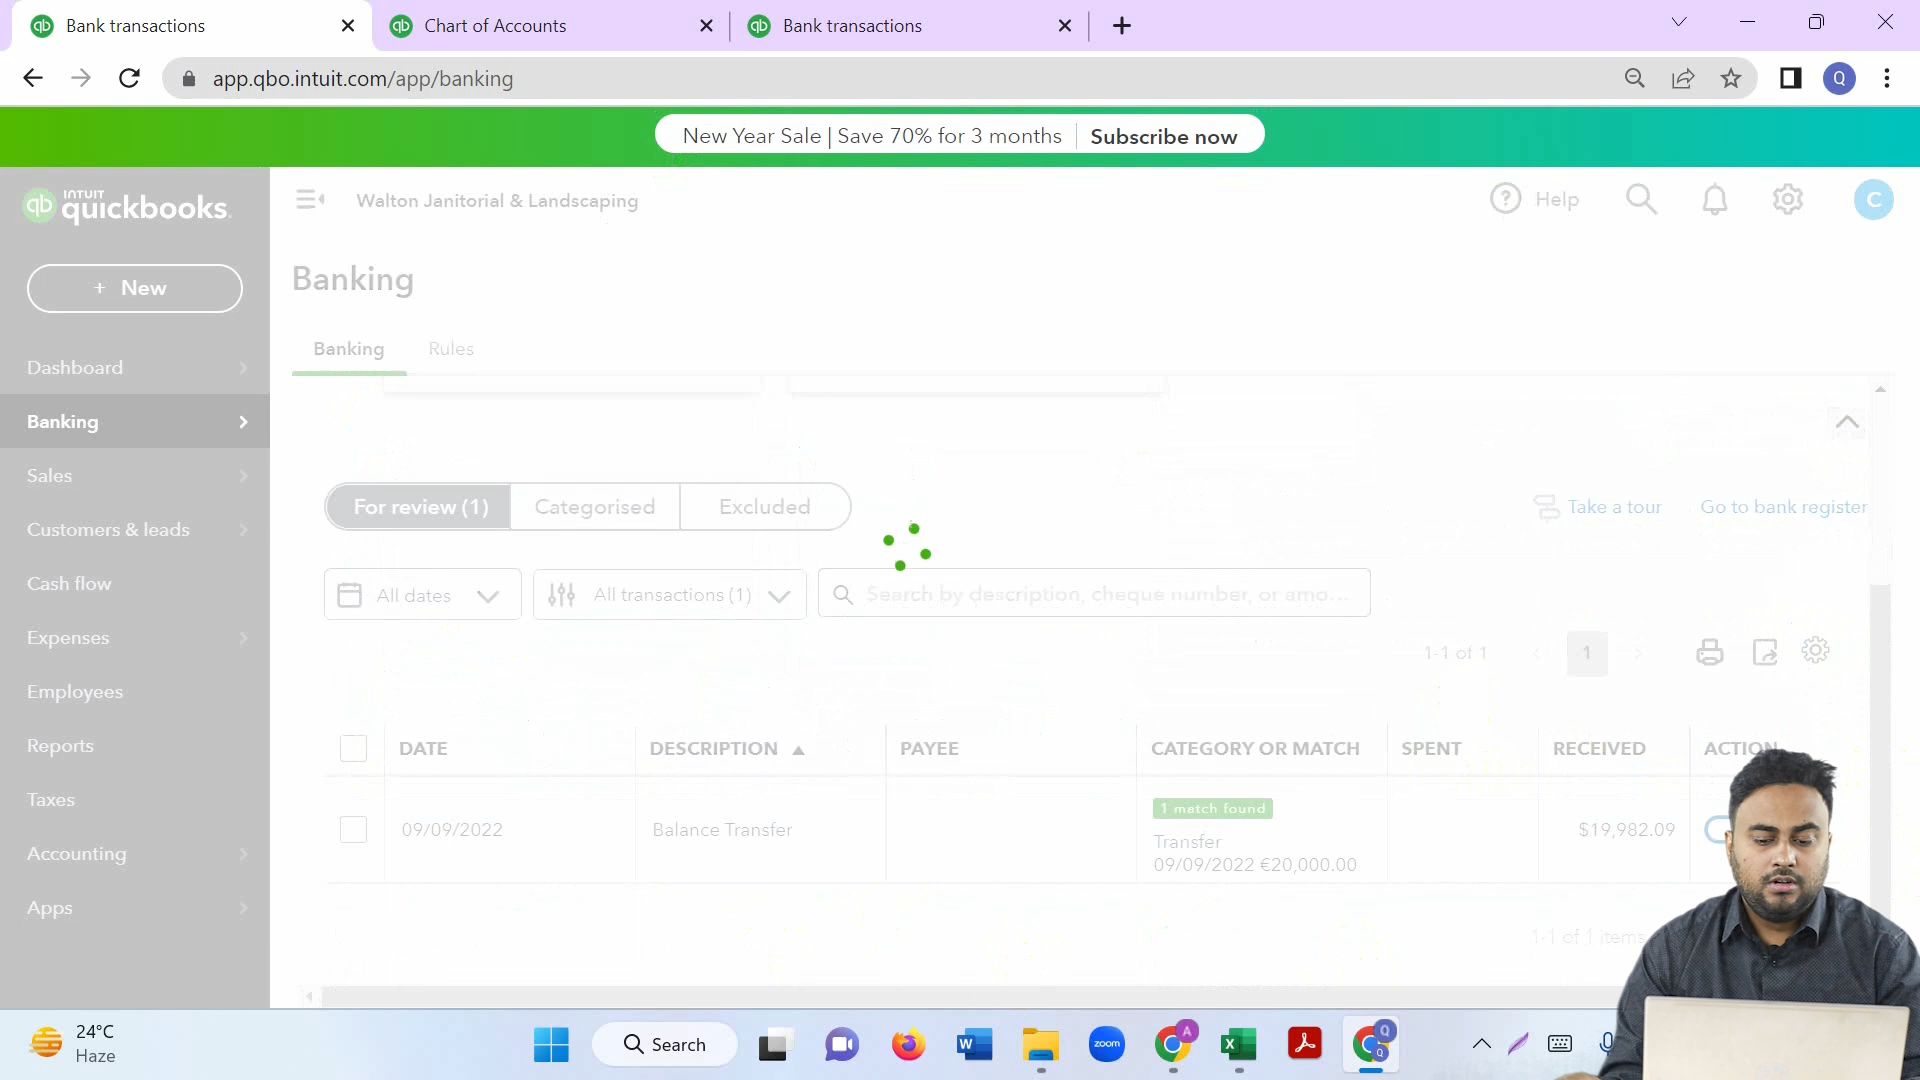 Bank transactions
Chart of Accounts
Bank transactions
app.qbo.intuit.com/app/banking
Q
New Year Sale | Save 70% for 3 months
Subscribe now
qb INTUIT quickbooks.
Walton Janitorial & Landscaping
Help
C
+ New
Banking
Banking
Rules
Dashboard
Banking
Sales
Customers & leads
Cash flow
Expenses
Employees
Reports
Taxes
Accounting
Apps
For review (1)
Categorised
Excluded
Take a tour
Go to bank register
All dates
All transactions (1)
Search by description, cheque number, or amo...
1-1 of 1
1
DATE
DESCRIPTION
PAYEE
CATEGORY OR MATCH
SPENT
RECEIVED
ACTION
09/09/2022
Balance Transfer
1 match found
Transfer
09/09/2022 €20,000.00
$19,982.09
1-1 of 1 items
24°C
Haze
Search
zoom
A
Q
Q